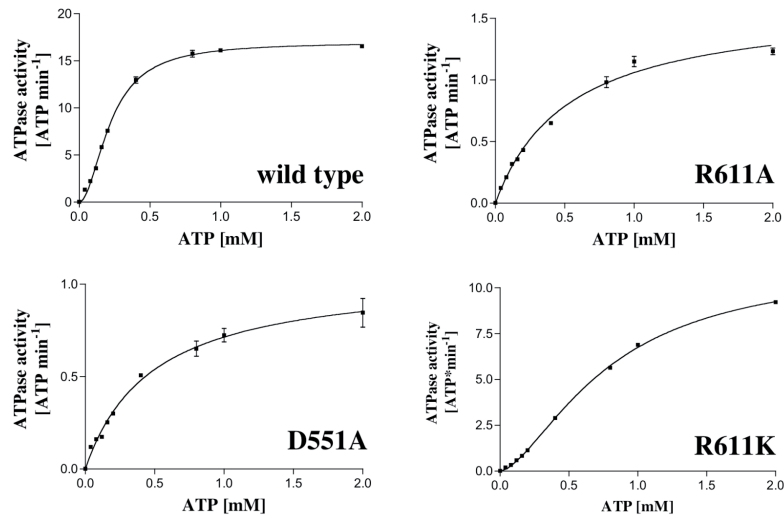 ATPase activity
[ATP min⁻¹]
20
15
10
5
0
0.0 0.5 1.0 1.5 2.0
ATP [mM]
wild type
ATPase activity
[ATP min⁻¹]
1.5
1.0
0.5
0.0
0.0 0.5 1.0 1.5 2.0
ATP [mM]
R611A
ATPase activity
[ATP min⁻¹]
1.0
0.5
0.0
0.0 0.5 1.0 1.5 2.0
ATP [mM]
D551A
ATPase activity
[ATP*min⁻¹]
10.0
7.5
5.0
2.5
0.0
0.0 0.5 1.0 1.5 2.0
ATP [mM]
R611K